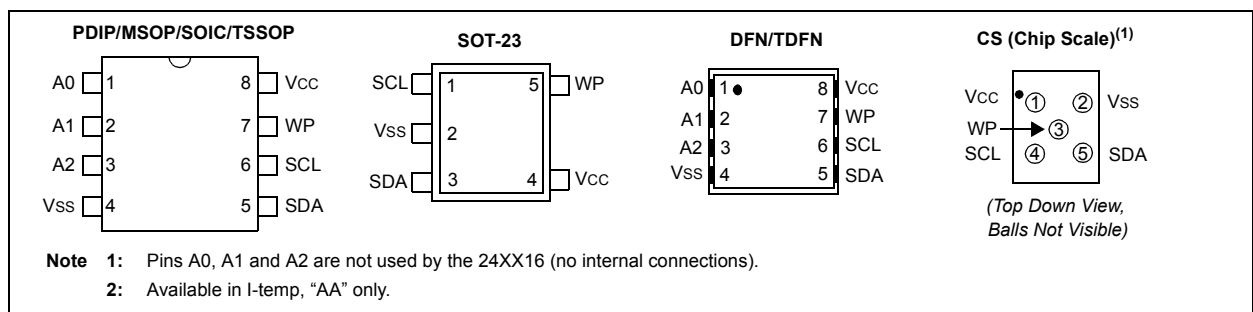 PDIP/MSOP/SOIC/TSSOP
A0 1 8 VCC
A1 2 7 WP
A2 3 6 SCL
VSS 4 5 SDA
SOT-23
SCL 1 5 WP
VSS 2
SDA 3 4 VCC
DFN/TDFN
A0 1 8 VCC
A1 2 7 WP
A2 3 6 SCL
VSS 4 5 SDA
CS (Chip Scale)(1)
VCC 1 2 VSS
WP 3
SCL 4 5 SDA
(Top Down View,
Balls Not Visible)
Note 1: Pins A0, A1 and A2 are not used by the 24XX16 (no internal connections).
2: Available in I-temp, “AA” only.